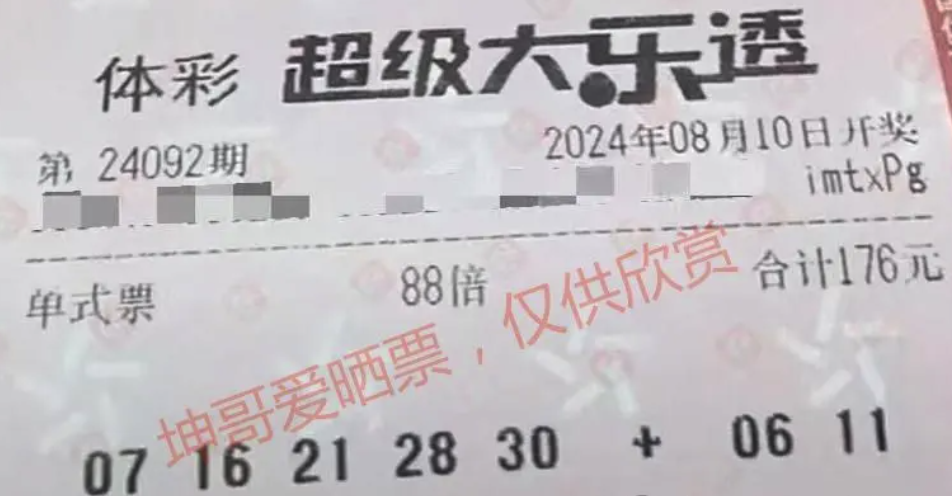 体彩 超级大乐透
第 24092期 2024年08月10日开奖
imtxPg
单式票 88倍 合计176元
坤哥爱晒票，仅供欣赏
07 16 21 28 30 + 06 11